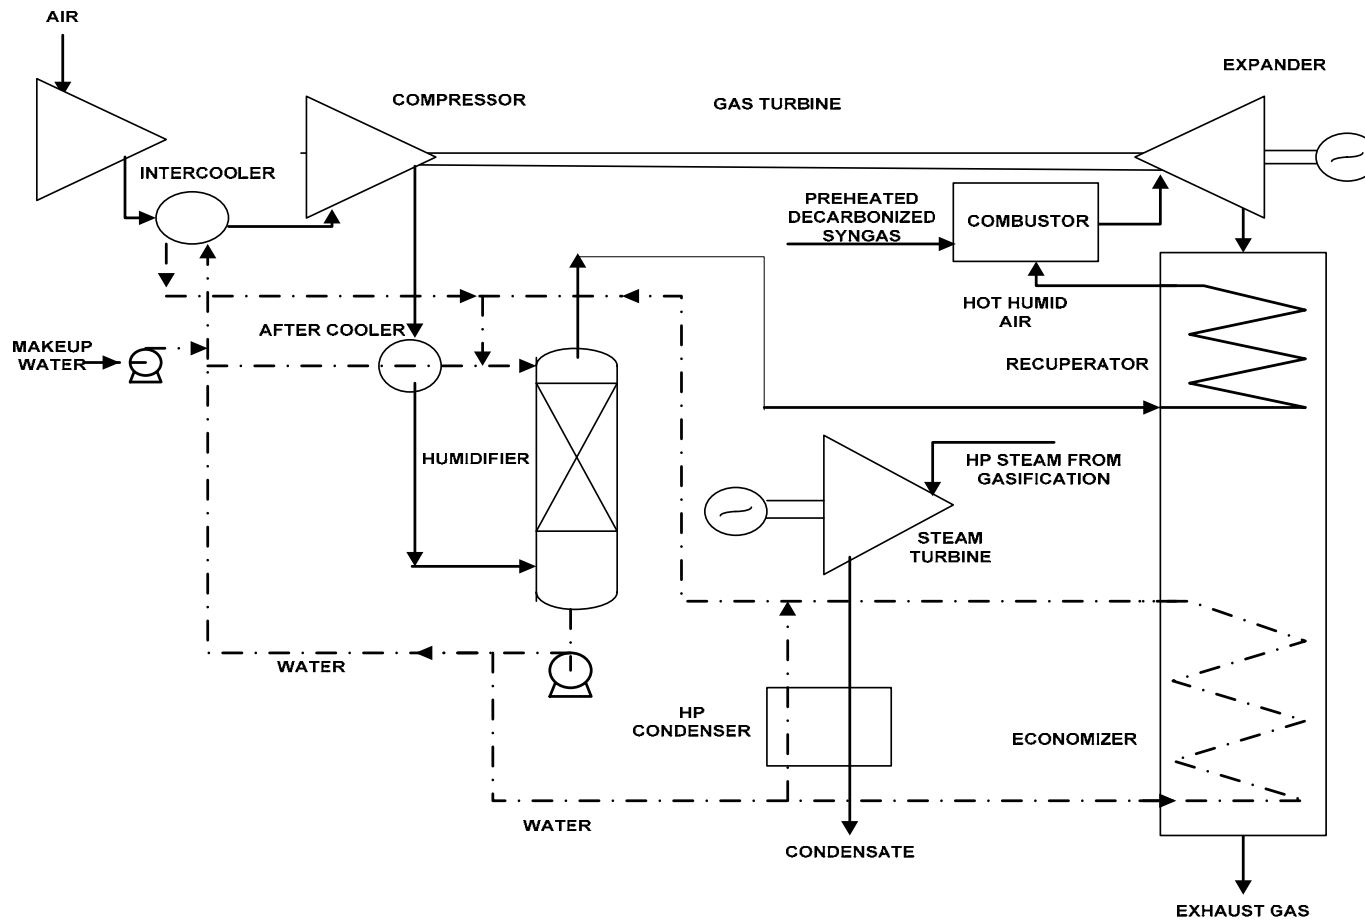 AIR
EXPANDER
COMPRESSOR
GAS TURBINE
INTERCOOLER
PREHEATED
DECARBONIZED
SYNGAS
COMBUSTOR
HOT HUMID
AIR
AFTER COOLER
MAKEUP
WATER
RECUPERATOR
HUMIDIFIER
HP STEAM FROM
GASIFICATION
STEAM
TURBINE
WATER
HP
CONDENSER
ECONOMIZER
WATER
CONDENSATE
EXHAUST GAS